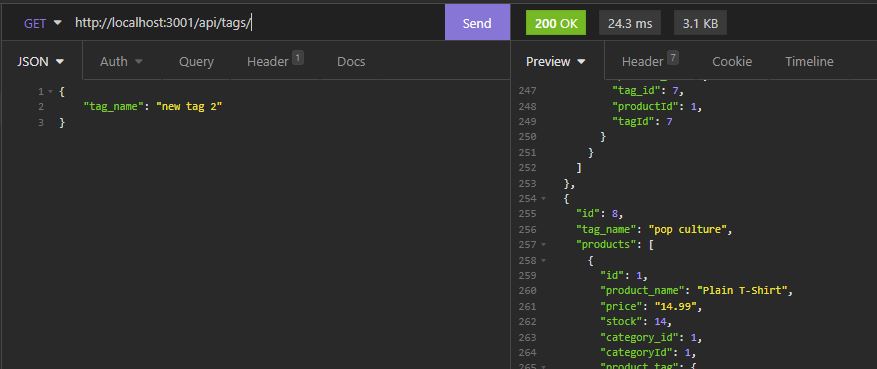 GET http://localhost:3001/api/tags/ Send 200 OK 24.3 ms 3.1 KB
JSON Auth Query Header 1 Docs Preview Header 7 Cookie Timeline
1 {
2 "tag_name": "new tag 2"
3 }
247 "tag_id": 7,
248 "productId": 1,
249 "tagId": 7
250 }
251 }
252 ]
253 },
254 {
255 "id": 8,
256 "tag_name": "pop culture",
257 "products": [
258 {
259 "id": 1,
260 "product_name": "Plain T-Shirt",
261 "price": "14.99",
262 "stock": 14,
263 "category_id": 1,
264 "categoryId": 1,
265 "product_tag": {